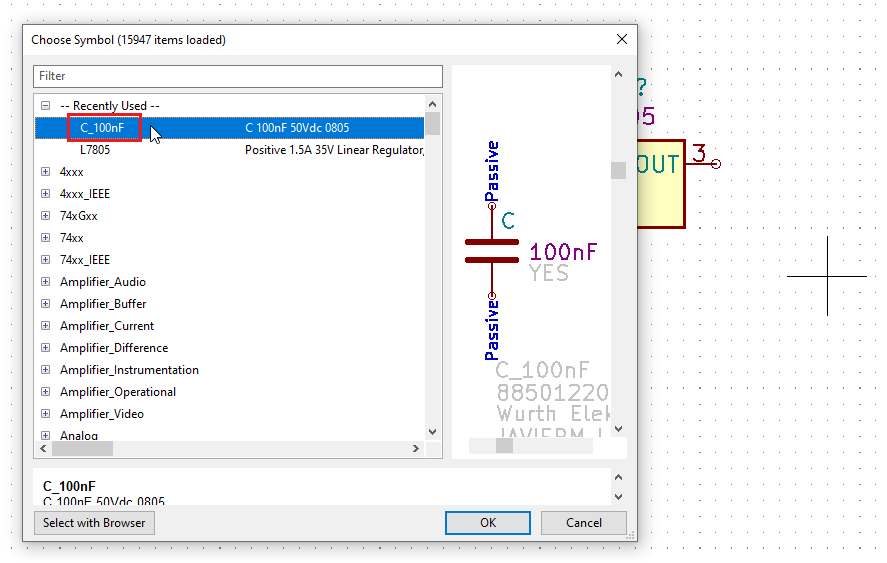 Choose Symbol (15947 items loaded)
Filter
-- Recently Used --
C_100nF C 100nF 50Vdc 0805
L7805 Positive 1.5A 35V Linear Regulator,
4xxx
4xxx_IEEE
74xGxx
74xx
74xx_IEEE
Amplifier_Audio
Amplifier_Buffer
Amplifier_Current
Amplifier_Difference
Amplifier_Instrumentation
Amplifier_Operational
Amplifier_Video
Analog
Passive
C
100nF
YES
Passive
C_100nF
88501220
Wurth Elek
JAVIERM_L
C_100nF
C 100nF 50Vdc 0805
Select with Browser
OK
Cancel
?
05
OUT
3